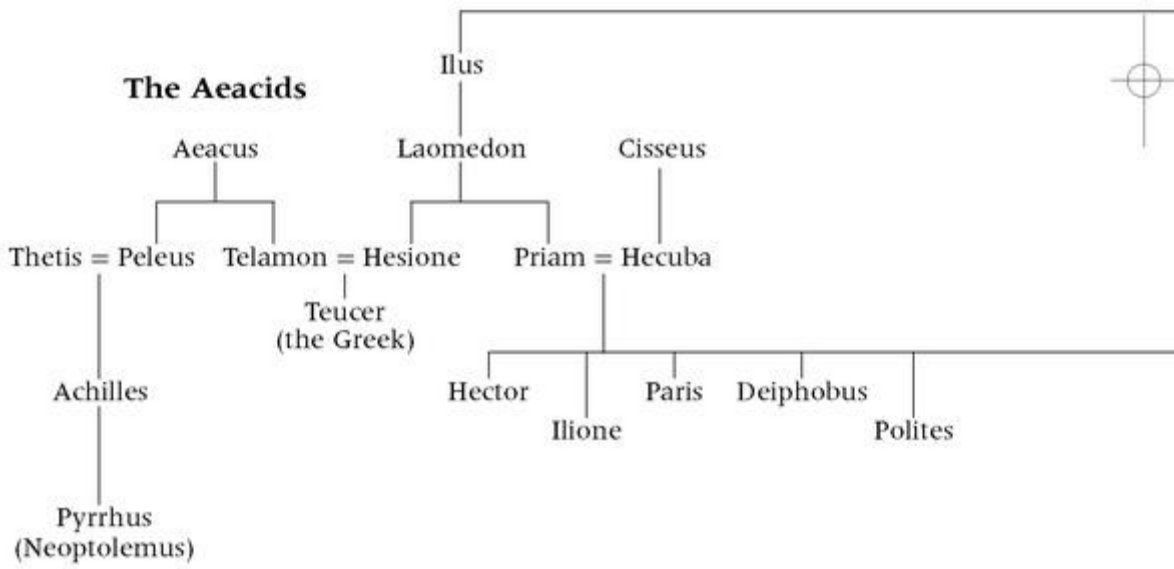 Ilus
The Aeacids
Aeacus Laomedon Cisseus
Thetis = Peleus Telamon = Hesione Priam = Hecuba
Teucer
(the Greek)
Achilles Hector Paris Deiphobus
Ilione Polites
Pyrrhus
(Neoptolemus)